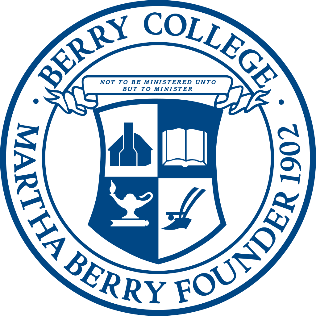 · BERRY COLLEGE ·
NOT TO BE MINISTERED UNTO
BUT TO MINISTER
MARTHA BERRY FOUNDER 1902